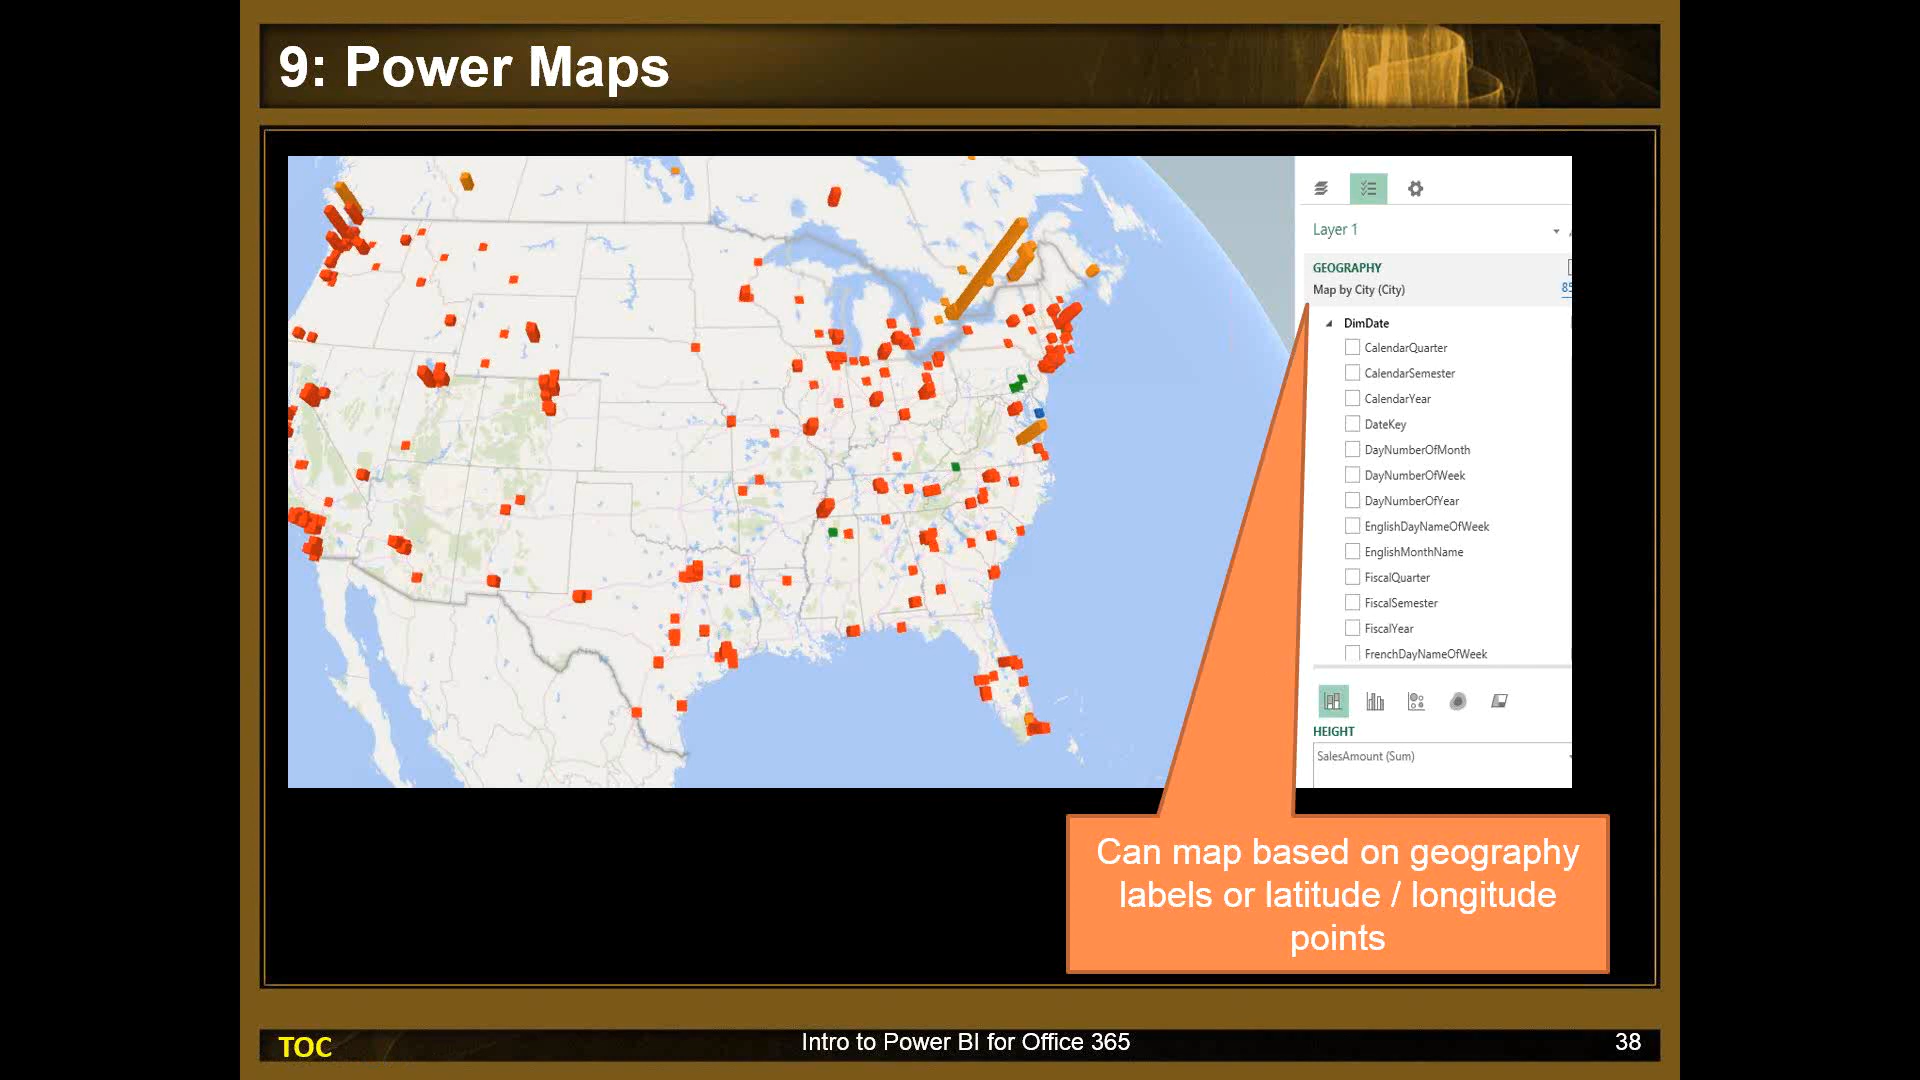 9: Power Maps
Layer 1
GEOGRAPHY
Map by City (City)
85
DimDate
CalendarQuarter
CalendarSemester
CalendarYear
DateKey
DayNumberOfMonth
DayNumberOfWeek
DayNumberOfYear
EnglishDayNameOfWeek
EnglishMonthName
FiscalQuarter
FiscalSemester
FiscalYear
FrenchDayNameOfWeek
HEIGHT
SalesAmount (Sum)
Can map based on geography
labels or latitude / longitude
points
TOC
Intro to Power BI for Office 365
38